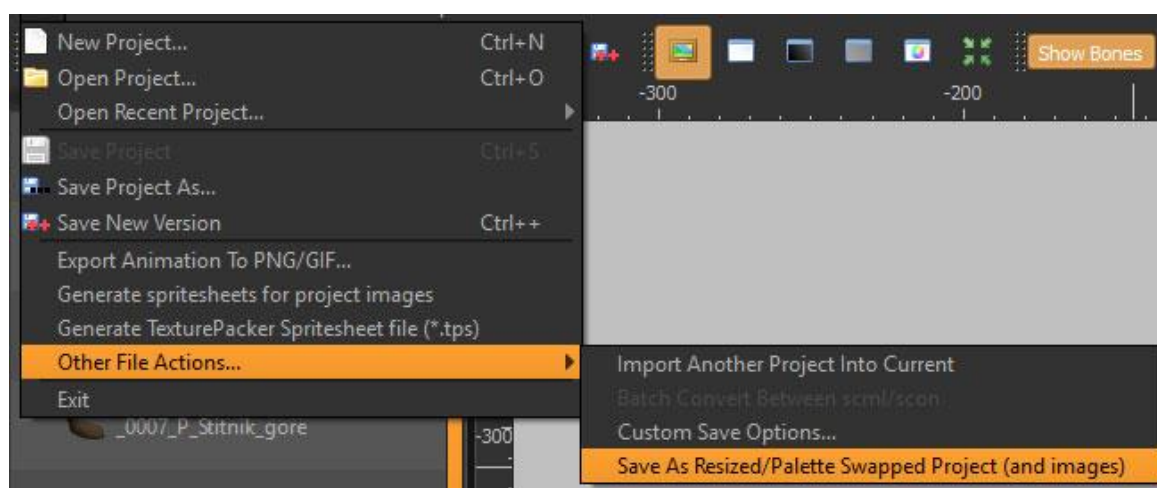 New Project... Ctrl+N
Open Project... Ctrl+O
Open Recent Project...
Save Project Ctrl+S
Save Project As...
Save New Version Ctrl++
Export Animation To PNG/GIF...
Generate spritesheets for project images
Generate TexturePacker Spritesheet file (*.tps)
Other File Actions...
Exit
_0007_P_Stitnik_gore
Show Bones
-300 -200
-300
Import Another Project Into Current
Batch Convert Between scml/scon
Custom Save Options...
Save As Resized/Palette Swapped Project (and images)